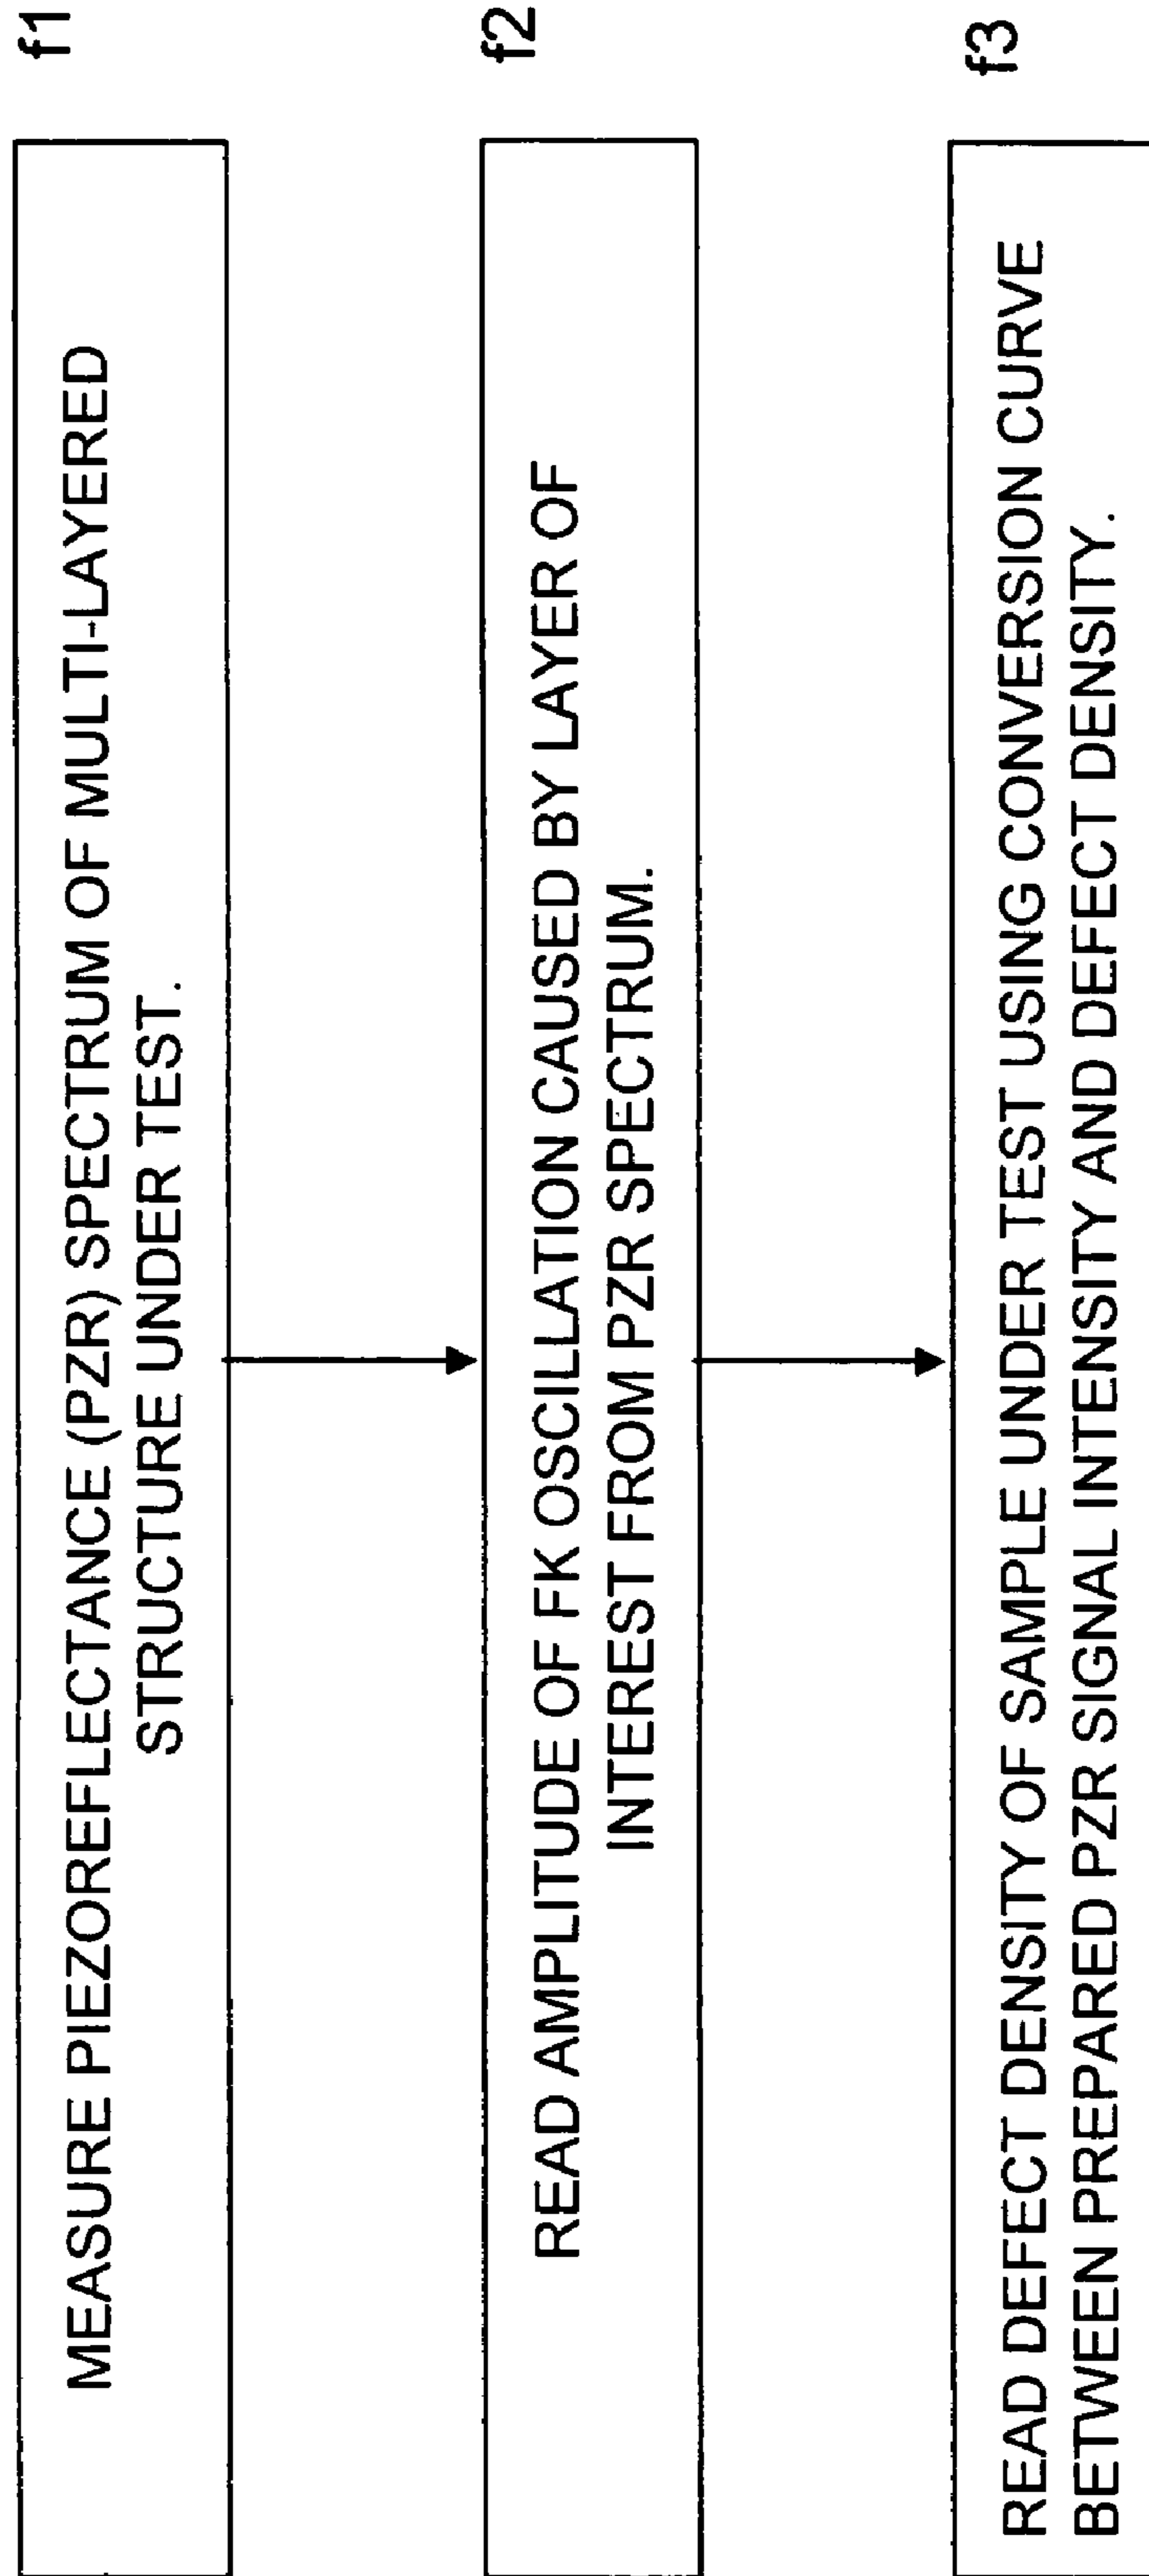 MEASURE PIEZOREFLECTANCE (PZR) SPECTRUM OF MULTI-LAYERED
STRUCTURE UNDER TEST.
f1
READ AMPLITUDE OF FK OSCILLATION CAUSED BY LAYER OF
INTEREST FROM PZR SPECTRUM.
f2
READ DEFECT DENSITY OF SAMPLE UNDER TEST USING CONVERSION CURVE
BETWEEN PREPARED PZR SIGNAL INTENSITY AND DEFECT DENSITY.
f3